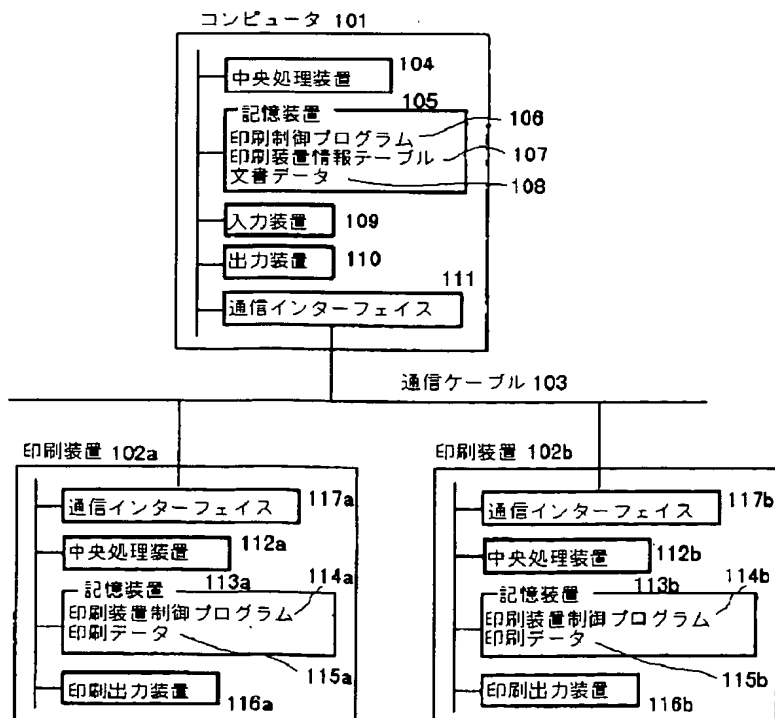 コンピュータ 101
中央処理装置 104
記憶装置 105
印刷制御プログラム 106
印刷装置情報テーブル 107
文書データ 108
入力装置 109
出力装置 110
通信インターフェイス 111
通信ケーブル 103
印刷装置 102a
通信インターフェイス 117a
中央処理装置 112a
記憶装置 113a
印刷装置制御プログラム 114a
印刷データ 115a
印刷出力装置 116a
印刷装置 102b
通信インターフェイス 117b
中央処理装置 112b
記憶装置 113b
印刷装置制御プログラム 114b
印刷データ 115b
印刷出力装置 116b